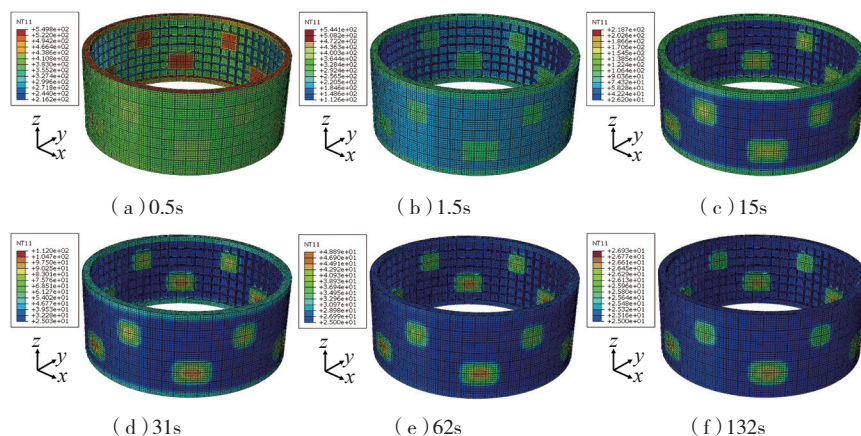 NT11
+5.498e+02
+5.220e+02
+4.942e+02
+4.664e+02
+4.386e+02
+4.108e+02
+3.830e+02
+3.552e+02
+3.274e+02
+2.996e+02
+2.718e+02
+2.440e+02
+2.162e+02
z
y
x
(a)0.5s
NT11
+5.441e+02
+5.082e+02
+4.722e+02
+4.363e+02
+4.003e+02
+3.644e+02
+3.284e+02
+2.924e+02
+2.565e+02
+2.205e+02
+1.846e+02
+1.486e+02
+1.126e+02
z
y
x
(b)1.5s
NT11
+2.187e+02
+2.026e+02
+1.866e+02
+1.706e+02
+1.545e+02
+1.385e+02
+1.224e+02
+1.064e+02
+9.036e+01
+7.432e+01
+5.828e+01
+4.224e+01
+2.620e+01
z
y
x
(c)15s
NT11
+1.120e+02
+1.047e+02
+9.750e+01
+9.025e+01
+8.301e+01
+7.576e+01
+6.851e+01
+6.127e+01
+5.402e+01
+4.677e+01
+3.953e+01
+3.228e+01
+2.503e+01
z
y
x
(d)31s
NT11
+4.889e+01
+4.690e+01
+4.491e+01
+4.292e+01
+4.093e+01
+3.894e+01
+3.694e+01
+3.495e+01
+3.296e+01
+3.097e+01
+2.898e+01
+2.699e+01
+2.500e+01
z
y
x
(e)62s
NT11
+2.693e+01
+2.677e+01
+2.661e+01
+2.645e+01
+2.629e+01
+2.613e+01
+2.596e+01
+2.580e+01
+2.564e+01
+2.548e+01
+2.532e+01
+2.516e+01
+2.500e+01
z
y
x
(f)132s